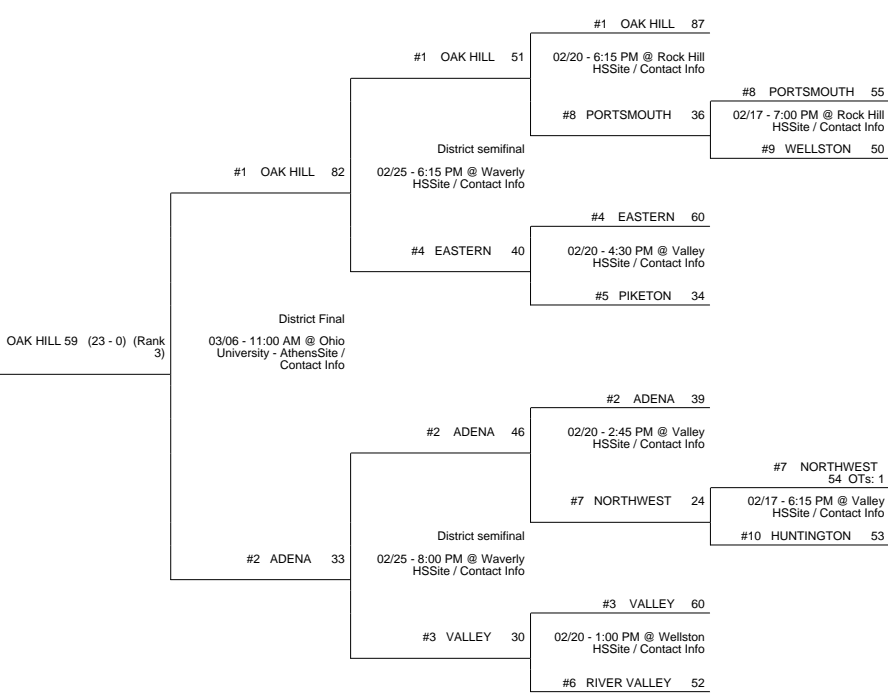 #1 OAK HILL 87
#1 OAK HILL 51
02/20 - 6:15 PM @ Rock Hill
HSSite / Contact Info
#8 PORTSMOUTH 55
#8 PORTSMOUTH 36
02/17 - 7:00 PM @ Rock Hill
HSSite / Contact Info
#9 WELLSTON 50
District semifinal
#1 OAK HILL 82
02/25 - 6:15 PM @ Waverly
HSSite / Contact Info
#4 EASTERN 60
#4 EASTERN 40
02/20 - 4:30 PM @ Valley
HSSite / Contact Info
#5 PIKETON 34
District Final
OAK HILL 59 (23 - 0) (Rank
3)
03/06 - 11:00 AM @ Ohio
University - AthensSite /
Contact Info
#2 ADENA 39
#2 ADENA 46
02/20 - 2:45 PM @ Valley
HSSite / Contact Info
#7 NORTHWEST
54 OTs: 1
#7 NORTHWEST 24
02/17 - 6:15 PM @ Valley
HSSite / Contact Info
#10 HUNTINGTON 53
District semifinal
#2 ADENA 33
02/25 - 8:00 PM @ Waverly
HSSite / Contact Info
#3 VALLEY 60
#3 VALLEY 30
02/20 - 1:00 PM @ Wellston
HSSite / Contact Info
#6 RIVER VALLEY 52